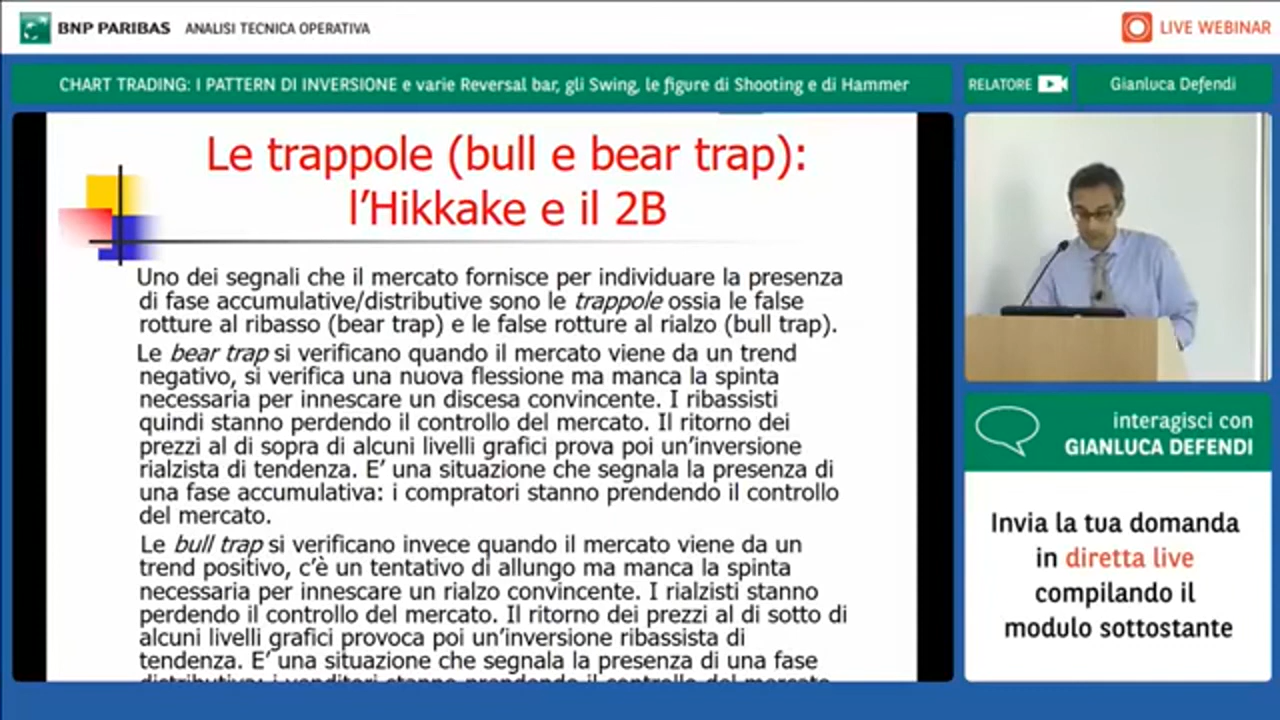 BNP PARIBAS ANALISI TECNICA OPERATIVA
LIVE WEBINAR
CHART TRADING: I PATTERN DI INVERSIONE e varie Reversal bar, gli Swing, le figure di Shooting e di Hammer
RELATORE
Gianluca Defendi
Le trappole (bull e bear trap):
l'Hikkake e il 2B
Uno dei segnali che il mercato fornisce per individuare la presenza
di fase accumulative/distributive sono le trappole ossia le false
rotture al ribasso (bear trap) e le false rotture al rialzo (bull trap).
Le bear trap si verificano quando il mercato viene da un trend
negativo, si verifica una nuova flessione ma manca la spinta
necessaria per innescare un discesa convincente. I ribassisti
quindi stanno perdendo il controllo del mercato. Il ritorno dei
prezzi al di sopra di alcuni livelli grafici prova poi un'inversione
rialzista di tendenza. E' una situazione che segnala la presenza di
una fase accumulativa: i compratori stanno prendendo il controllo
del mercato.
Le bull trap si verificano invece quando il mercato viene da un
trend positivo, c'è un tentativo di allungo ma manca la spinta
necessaria per innescare un rialzo convincente. I rialzisti stanno
perdendo il controllo del mercato. Il ritorno dei prezzi al di sotto di
alcuni livelli grafici provoca poi un'inversione ribassista di
tendenza. E' una situazione che segnala la presenza di una fase
distributiva: i venditori stanno prendendo il controllo del mercato
interagisci con
GIANLUCA DEFENDI
Invia la tua domanda
in diretta live
compilando il
modulo sottostante